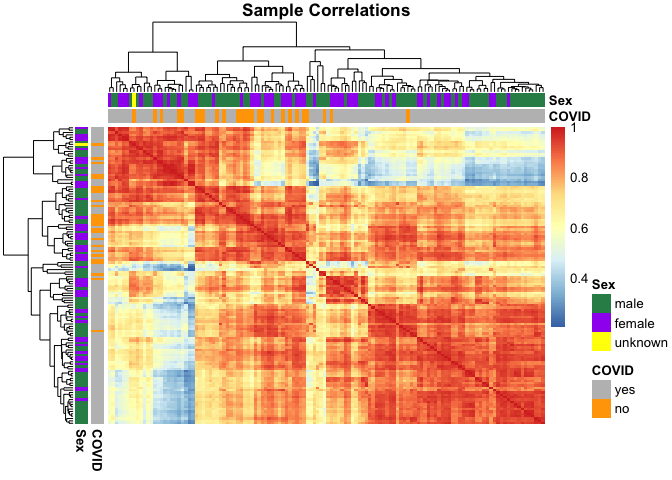 Sample Correlations
Sex
COVID
1
0.8
0.6
0.4
Sex
male
female
unknown
COVID
yes
no
Sex
COVID